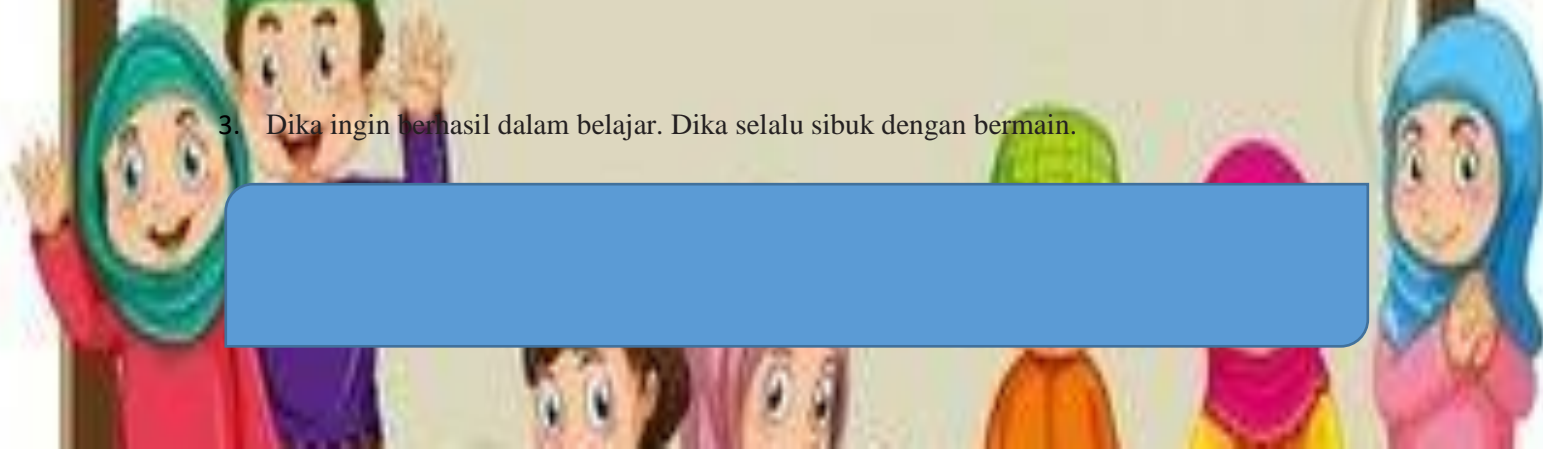 3. Dika ingin berhasil dalam belajar. Dika selalu sibuk dengan bermain.